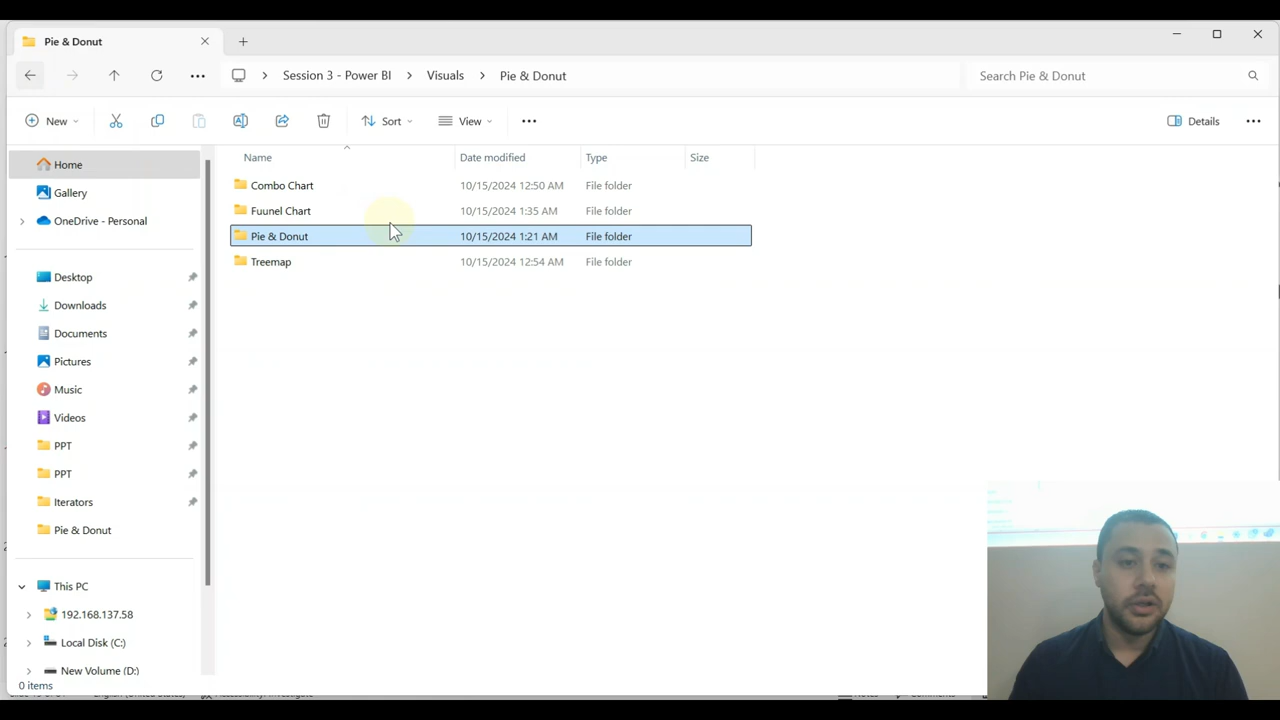 Pie & Donut
Session 3 - Power BI > Visuals > Pie & Donut
Search Pie & Donut
New
Sort
View
Details
Name Date modified Type Size
Combo Chart 10/15/2024 12:50 AM File folder
Fuunel Chart 10/15/2024 1:35 AM File folder
Pie & Donut 10/15/2024 1:21 AM File folder
Treemap 10/15/2024 12:54 AM File folder
Home
Gallery
OneDrive - Personal
Desktop
Downloads
Documents
Pictures
Music
Videos
PPT
PPT
Iterators
Pie & Donut
This PC
192.168.137.58
Local Disk (C:)
New Volume (D:)
0 items